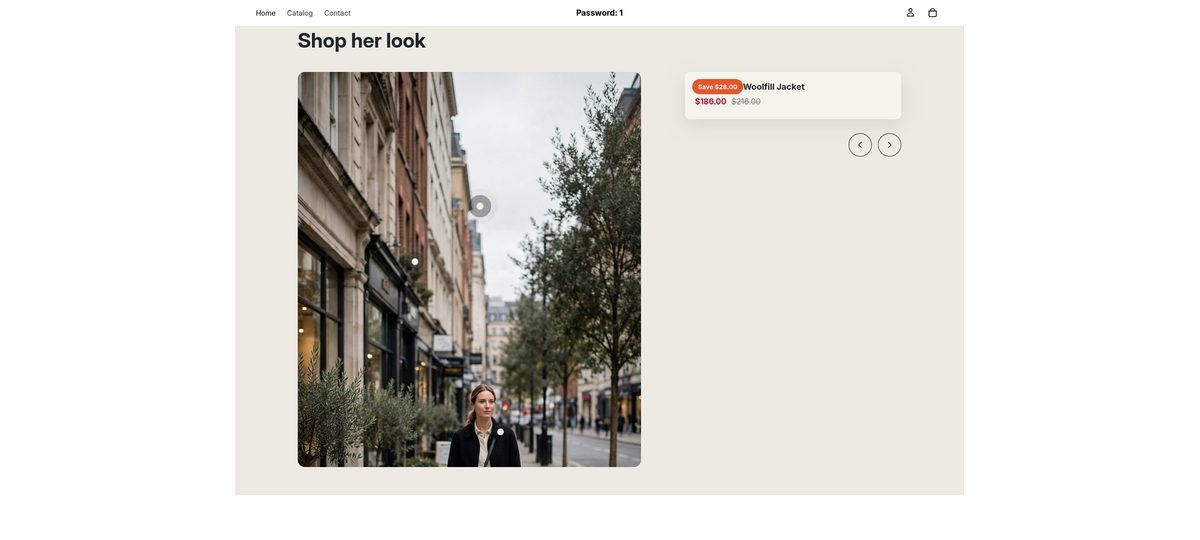 Home Catalog Contact Password: 1
Shop her look
Save $28.00 Woolfill Jacket
$186.00 $216.00